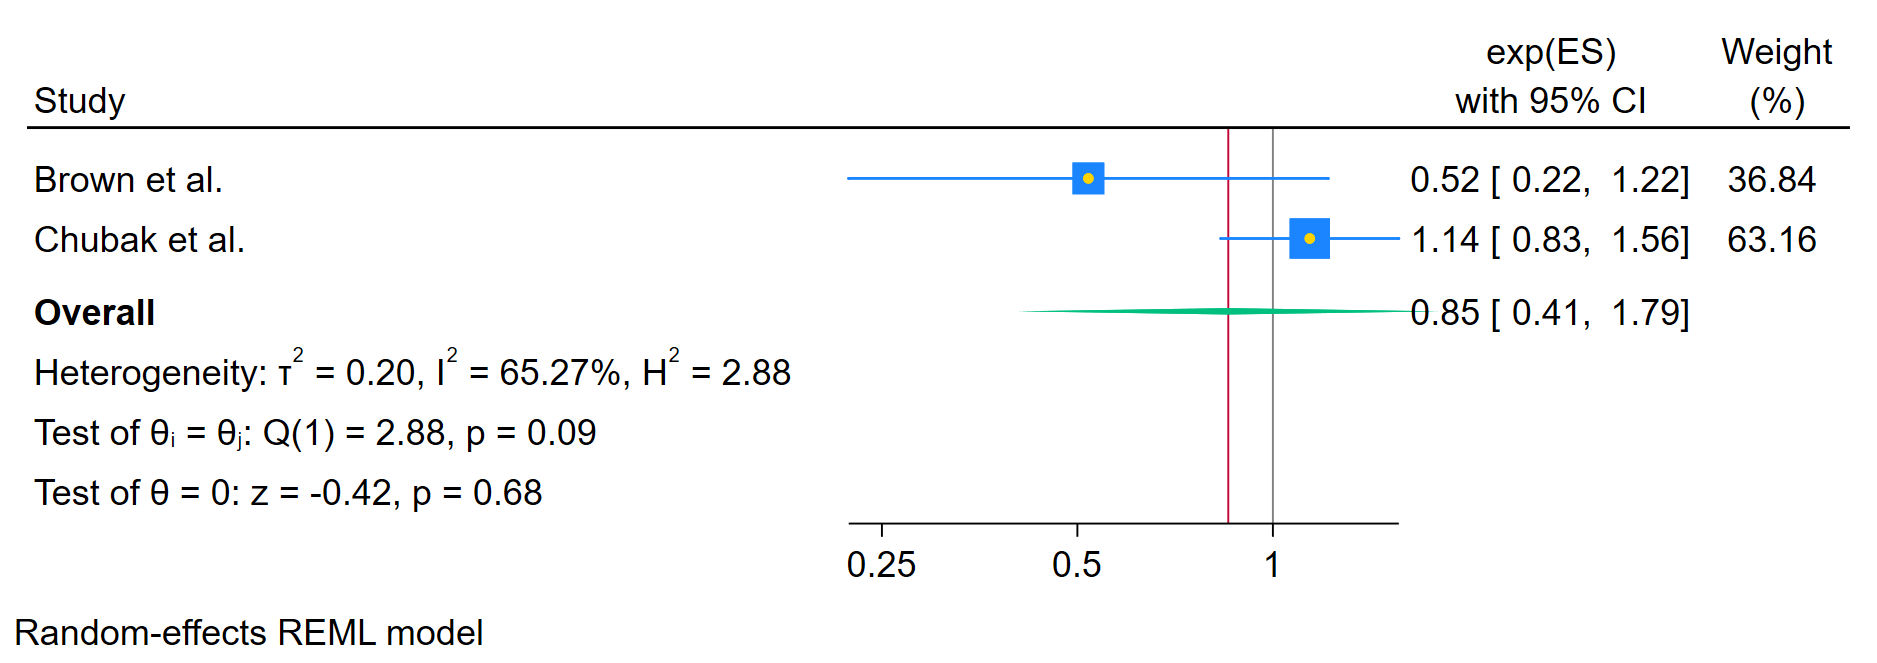 exp(ES) Weight
Study with 95% CI (%)
Brown et al. 0.52 [ 0.22, 1.22] 36.84
Chubak et al. 1.14 [ 0.83, 1.56] 63.16
Overall 0.85 [ 0.41, 1.79]
Heterogeneity: τ² = 0.20, I² = 65.27%, H² = 2.88
Test of θᵢ = θⱼ: Q(1) = 2.88, p = 0.09
Test of θ = 0: z = -0.42, p = 0.68
0.25 0.5 1
Random-effects REML model